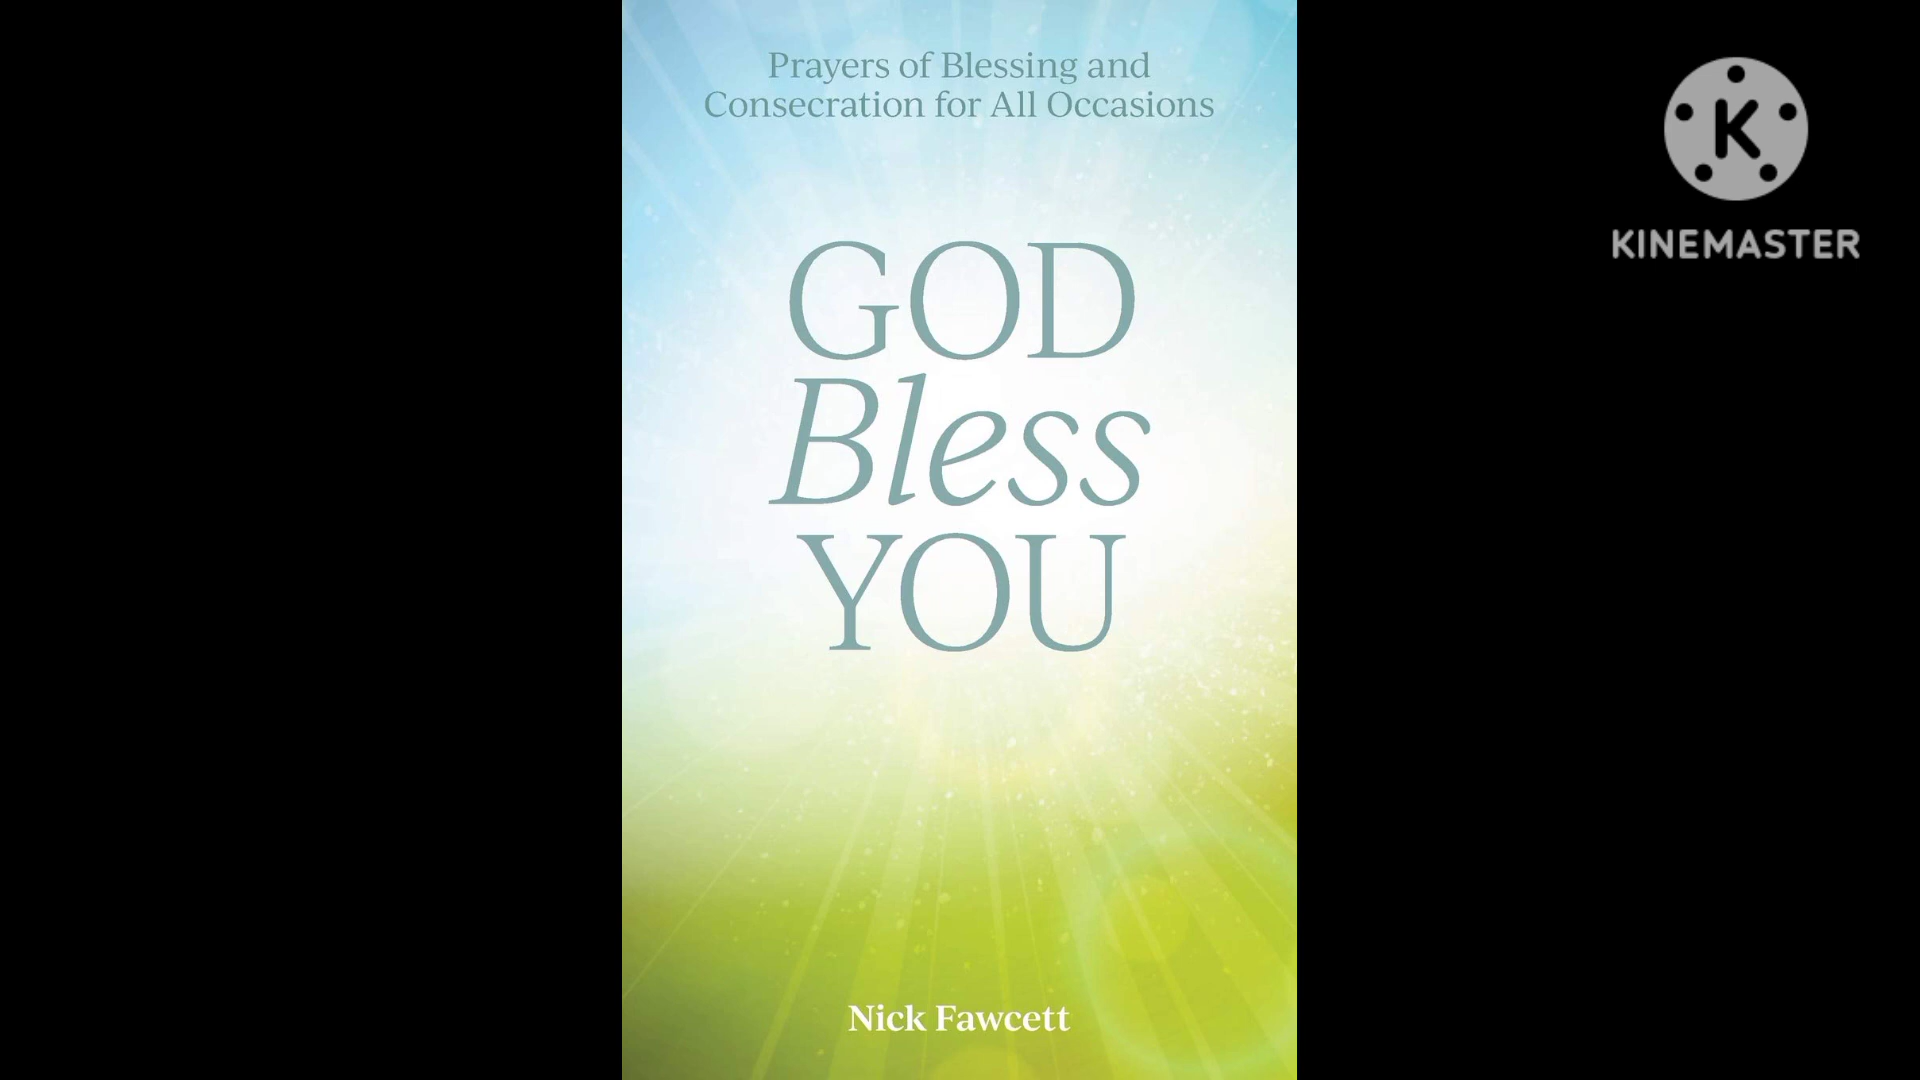 Prayers of Blessing and
Consecration for All Occasions
GOD
Bless
YOU
Nick Fawcett
K
KINEMASTER